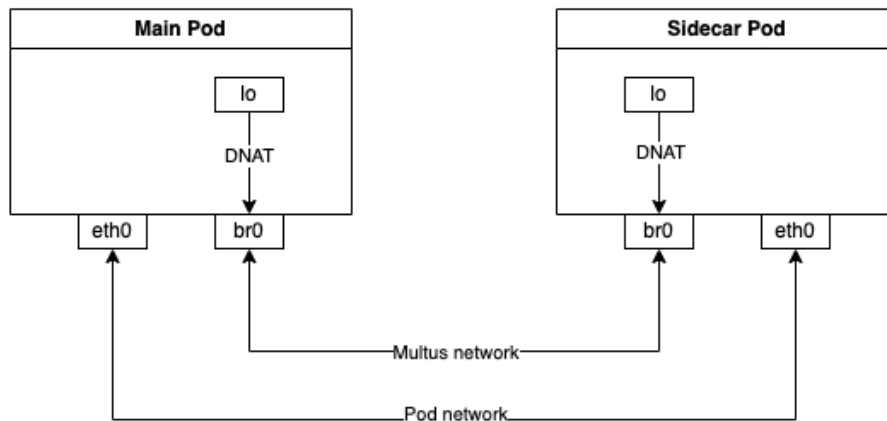 Main Pod
Sidecar Pod
lo
lo
DNAT
DNAT
eth0
br0
br0
eth0
Multus network
Pod network